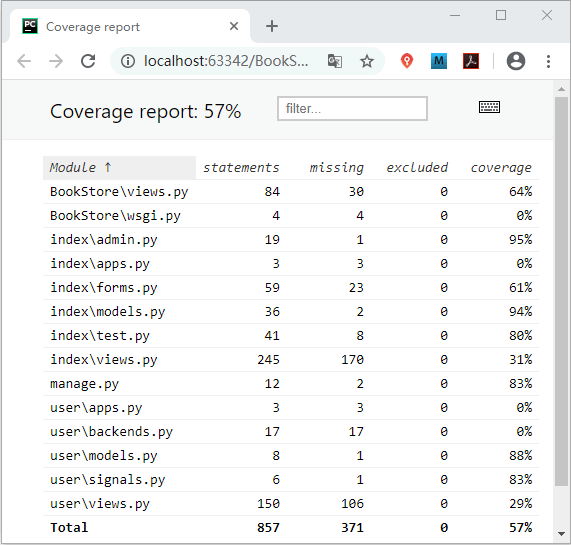 Coverage report
localhost:63342/BookS...
Coverage report: 57%
filter...
Module ↑ statements missing excluded coverage
BookStore\views.py 84 30 0 64%
BookStore\wsgi.py 4 4 0 0%
index\admin.py 19 1 0 95%
index\apps.py 3 3 0 0%
index\forms.py 59 23 0 61%
index\models.py 36 2 0 94%
index\test.py 41 8 0 80%
index\views.py 245 170 0 31%
manage.py 12 2 0 83%
user\apps.py 3 3 0 0%
user\backends.py 17 17 0 0%
user\models.py 8 1 0 88%
user\signals.py 6 1 0 83%
user\views.py 150 106 0 29%
Total 857 371 0 57%